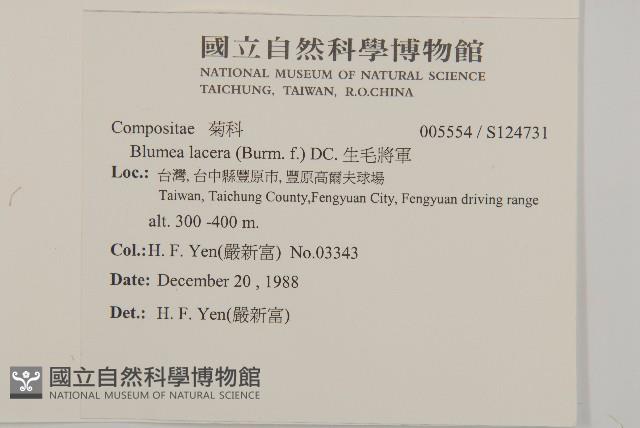 國立自然科學博物館
NATIONAL MUSEUM OF NATURAL SCIENCE
TAICHUNG, TAIWAN, R.O.CHINA
Compositae 菊科 005554 / S124731
Blumea lacera (Burm. f.) DC. 生毛將軍
Loc.: 台灣, 台中縣豐原市, 豐原高爾夫球場
Taiwan, Taichung County,Fengyuan City, Fengyuan driving range
alt. 300 -400 m.
Col.:H. F. Yen(嚴新富) No.03343
Date: December 20 , 1988
Det.: H. F. Yen(嚴新富)
國立自然科學博物館
NATIONAL MUSEUM OF NATURAL SCIENCE